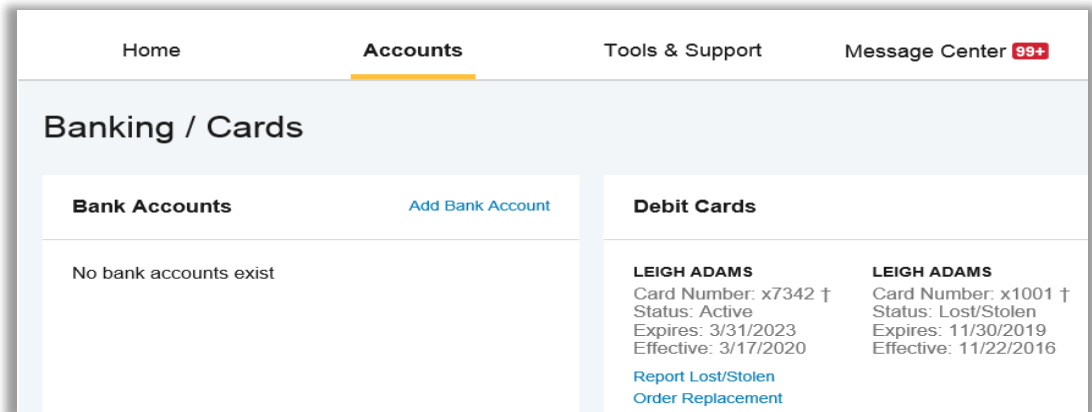 Home Accounts Tools & Support Message Center 99+
Banking / Cards
Bank Accounts Add Bank Account
No bank accounts exist
Debit Cards
LEIGH ADAMS
Card Number: x7342 †
Status: Active
Expires: 3/31/2023
Effective: 3/17/2020
Report Lost/Stolen
Order Replacement
LEIGH ADAMS
Card Number: x1001 †
Status: Lost/Stolen
Expires: 11/30/2019
Effective: 11/22/2016